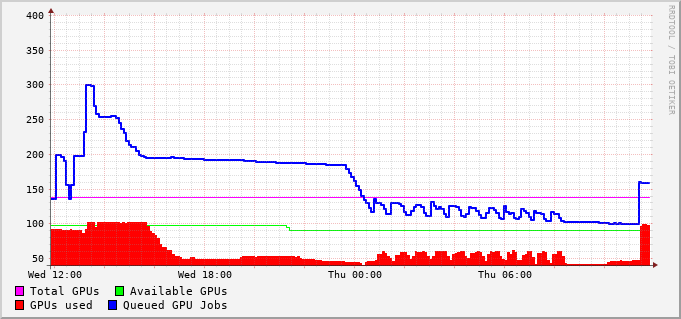 400
350
300
250
200
150
100
50
Wed 12:00 Wed 18:00 Thu 00:00 Thu 06:00
Total GPUs Available GPUs
GPUs used Queued GPU Jobs
RRDTOOL / TOBI OETIKER